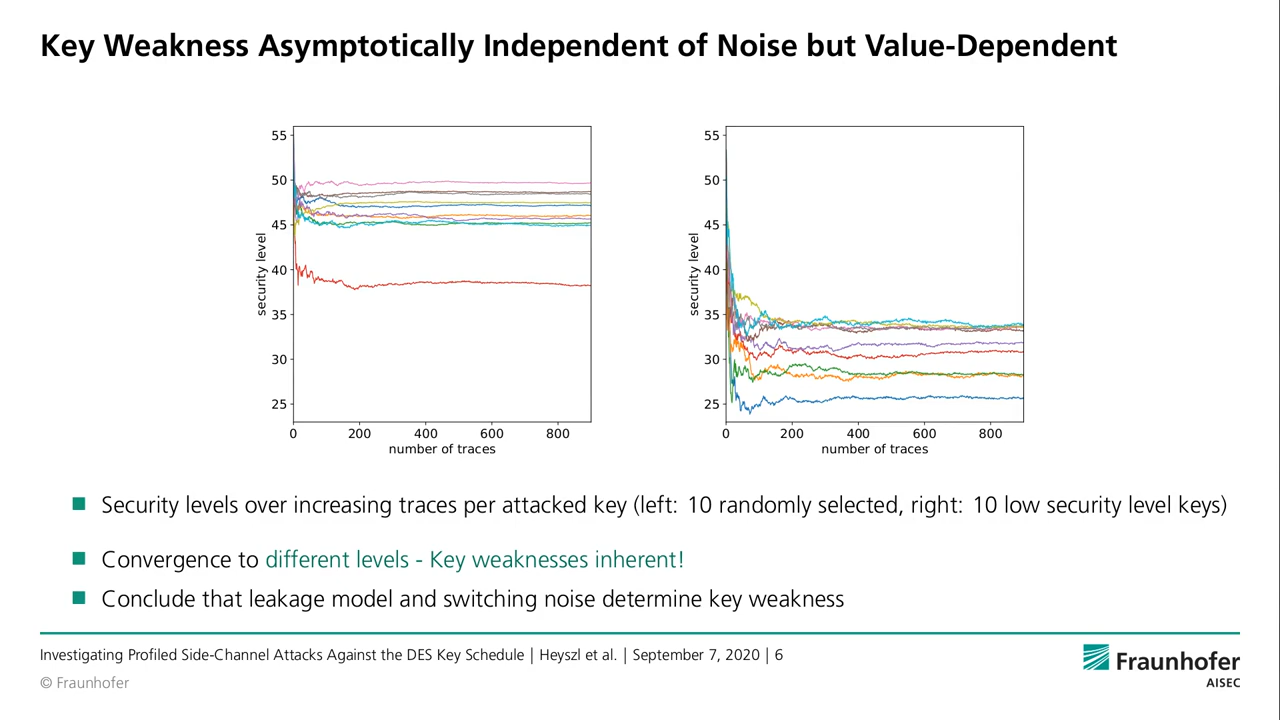 Key Weakness Asymptotically Independent of Noise but Value-Dependent
55
50
45
40
35
30
25
security level
0 200 400 600 800
number of traces
55
50
45
40
35
30
25
security level
0 200 400 600 800
number of traces
Security levels over increasing traces per attacked key (left: 10 randomly selected, right: 10 low security level keys)
Convergence to different levels - Key weaknesses inherent!
Conclude that leakage model and switching noise determine key weakness
Investigating Profiled Side-Channel Attacks Against the DES Key Schedule | Heyszl et al. | September 7, 2020 | 6
© Fraunhofer
Fraunhofer
AISEC